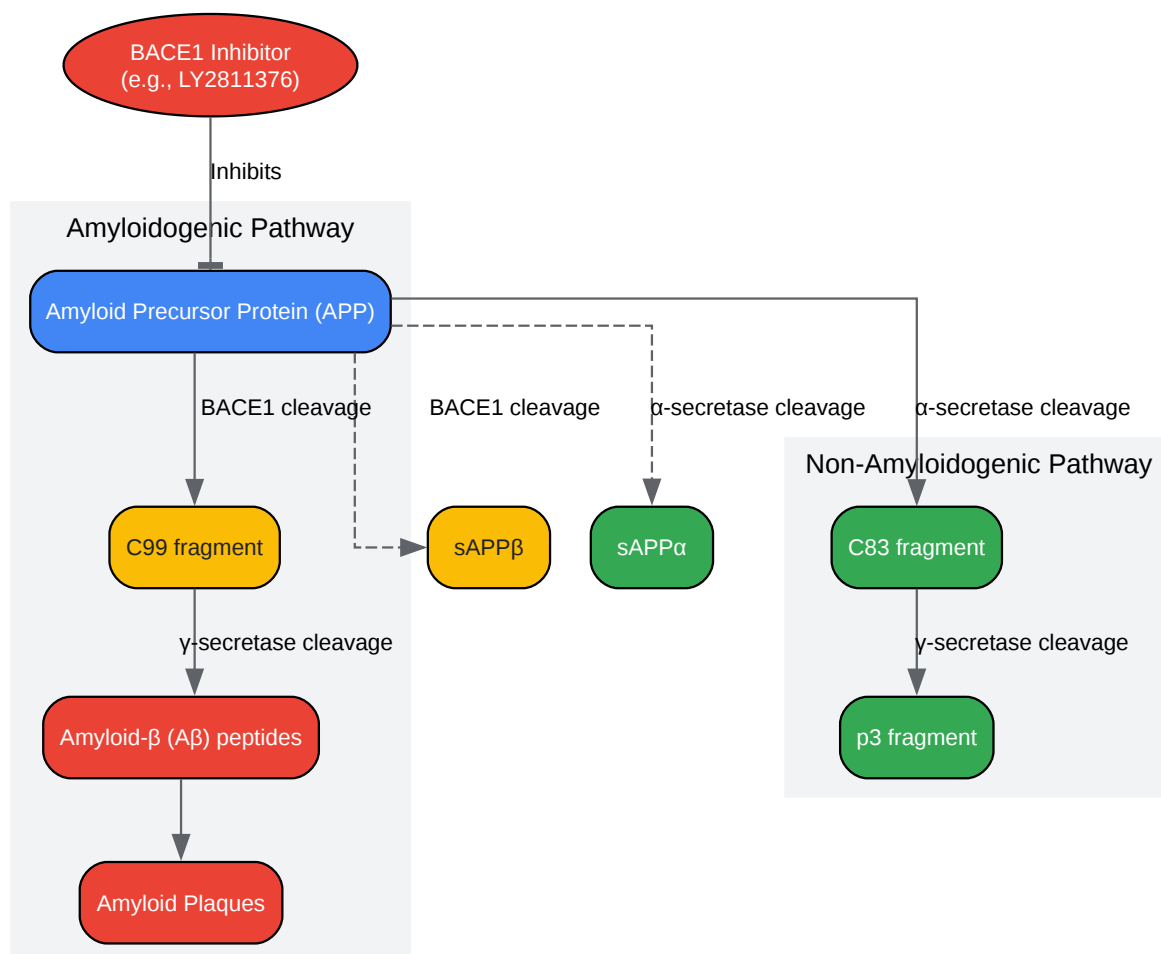 BACE1 Inhibitor
(e.g., LY2811376)
Inhibits
Amyloidogenic Pathway
Amyloid Precursor Protein (APP)
BACE1 cleavage
BACE1 cleavage
α-secretase cleavage
α-secretase cleavage
Non-Amyloidogenic Pathway
C99 fragment
sAPPβ
sAPPα
C83 fragment
γ-secretase cleavage
γ-secretase cleavage
Amyloid-β (Aβ) peptides
p3 fragment
Amyloid Plaques